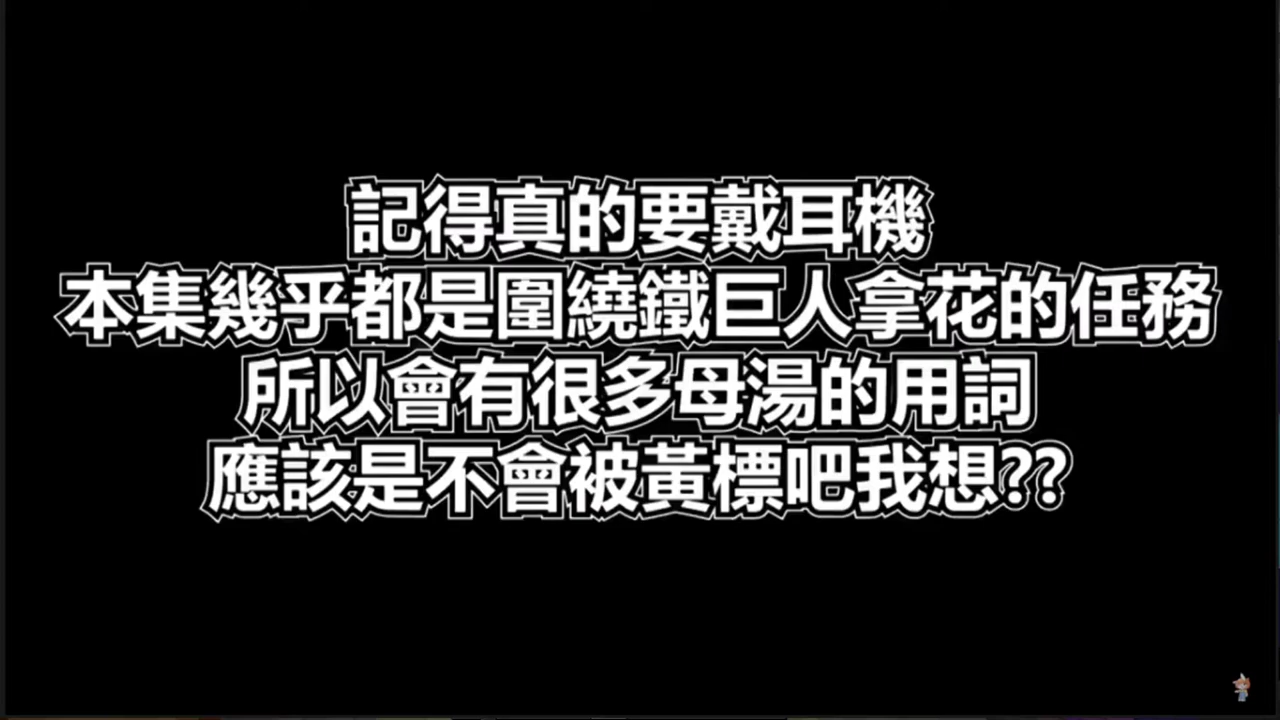 記得真的要戴耳機
本集幾乎都是圍繞鐵巨人拿花的任務
所以會有很多母湯的用詞
應該是不會被黃標吧我想??